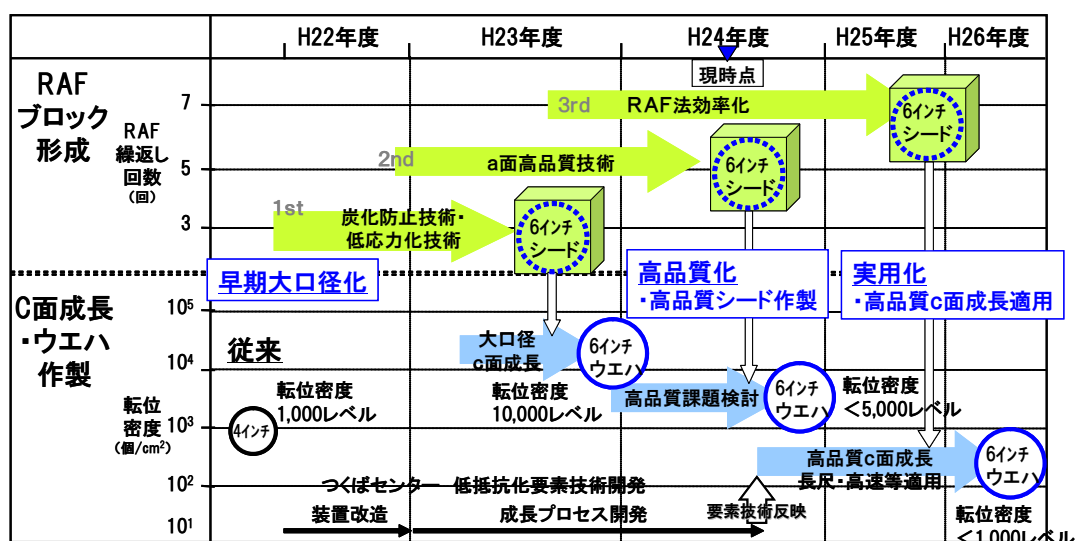 H22年度
H23年度
H24年度
H25年度
H26年度
現時点
RAF
ブロック
形成
RAF
繰返し
回数
(回)
7
5
3
3rd
RAF法効率化
6インチ
シード
2nd
a面高品質技術
6インチ
シード
1st
炭化防止技術・
低応力化技術
6インチ
シード
早期大口径化
高品質化
・高品質シード作製
実用化
・高品質c面成長適用
C面成長
・ウエハ
作製
転位
密度
(個/cm²)
10⁵
10⁴
10³
10²
10¹
従来
4インチ
転位密度
1,000レベル
大口径
c面成長
6インチ
ウエハ
転位密度
10,000レベル
高品質課題検討
6インチ
ウエハ
転位密度
<5,000レベル
高品質c面成長
長尺・高速等適用
6インチ
ウエハ
転位密度
<1,000レベル
つくばセンター 低抵抗化要素技術開発
装置改造
成長プロセス開発
要素技術反映